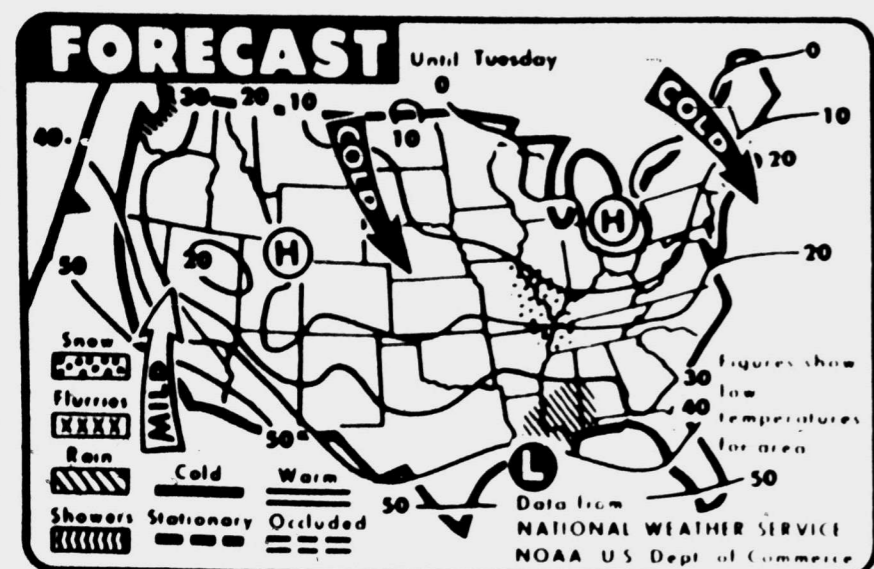 FORECAST Until Tuesday
0
0
30 20 10
10
10
40
COLD
COLD
20
H
H
50
20
20
Snow
Flurries
Rain
Showers
MILD
Cold
Warm
Stationary
Occluded
50
L
50
30
40
50
Figures show
low
temperatures
for area
Data from
NATIONAL WEATHER SERVICE
NOAA US Dept of Commerce